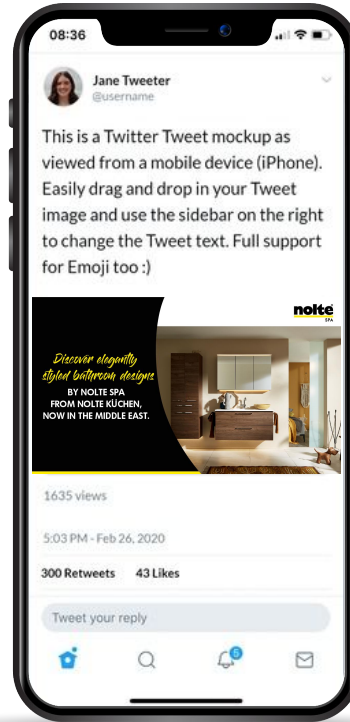 08:36
Jane Tweeter
@username
This is a Twitter Tweet mockup as
viewed from a mobile device (iPhone).
Easily drag and drop in your Tweet
image and use the sidebar on the right
to change the Tweet text. Full support
for Emoji too :)
nolte
SPA
Discover elegantly
styled bathroom designs
BY NOLTE SPA
FROM NOLTE KÜCHEN,
NOW IN THE MIDDLE EAST.
1635 views
5:03 PM - Feb 26, 2020
300 Retweets 43 Likes
Tweet your reply
5